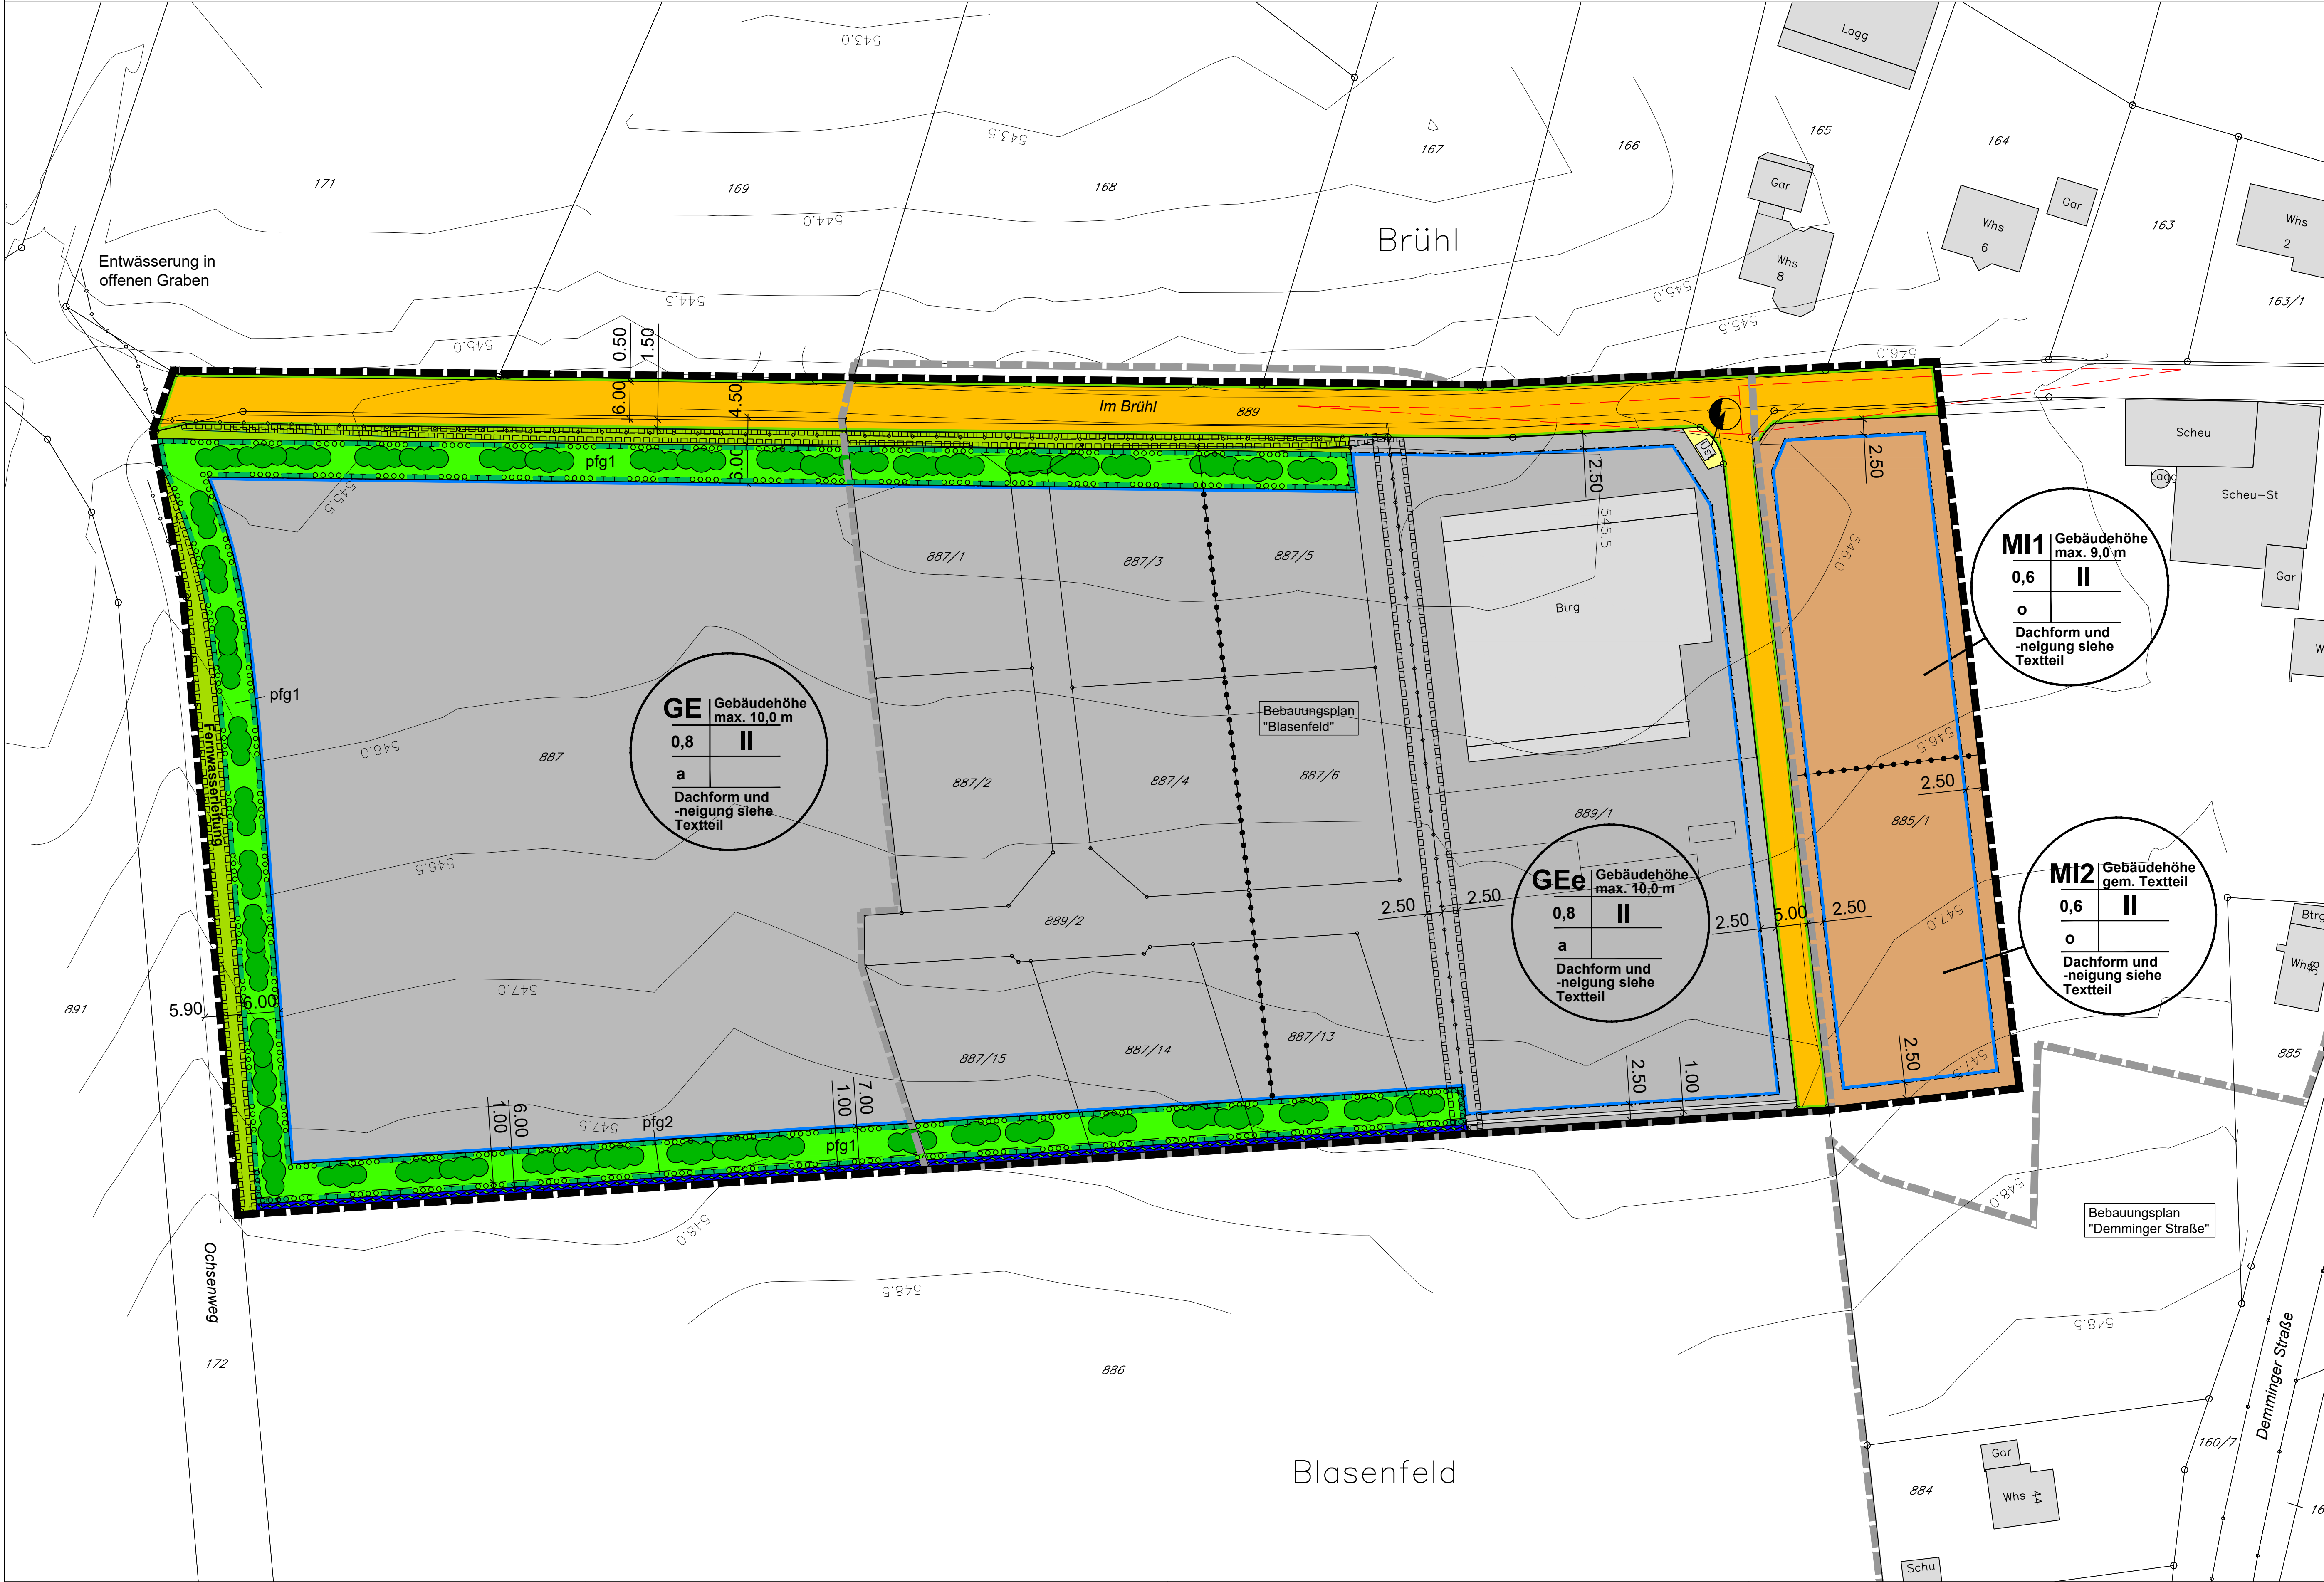 543.0
Lagg
543.5
167
166
165
164
171
169
168
Gar
Gar
Whs
6
163
Whs
2
544.0
Brühl
Whs
8
Entwässerung in
offenen Graben
544.5
545.0
545.5
163/1
545.0
0.50
1.50
546.0
6.00
4.50
Im Brühl
889
Ust
2.50
2.50
Scheu
Lagg
Scheu-St
pfg1
6.00
545.5
545.5
546.0
887/1
887/3
887/5
MI1
Gebäudehöhe
max. 9,0 m
0,6
II
o
Dachform und
-neigung siehe
Textteil
Gar
Btrg
W
pfg1
Fernwasserleitung
546.0
887
GE
Gebäudehöhe
max. 10,0 m
0,8
II
a
Dachform und
-neigung siehe
Textteil
Bebauungsplan
"Blasenfeld"
546.5
887/2
887/4
887/6
2.50
889/1
885/1
546.5
MI2
Gebäudehöhe
gem. Textteil
0,6
II
o
Dachform und
-neigung siehe
Textteil
GEe
Gebäudehöhe
max. 10,0 m
0,8
II
a
Dachform und
-neigung siehe
Textteil
2.50
2.50
2.50
5.00
2.50
889/2
547.0
Btrg
Whs
547.0
891
5.90
6.00
887/15
887/14
887/13
2.50
1.00
2.50
547.5
885
1.00
6.00
547.5
pfg2
1.00
7.00
pfg1
548.0
548.0
Bebauungsplan
"Demminger Straße"
Ochsenweg
548.5
548.5
172
886
Demminger Straße
Blasenfeld
160/7
Gar
884
Whs
44
16
Schu